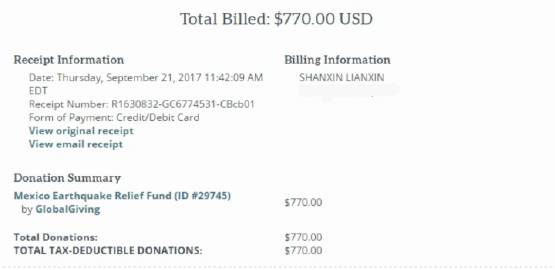 Total Billed: $770.00 USD
Receipt Information
Date: Thursday, September 21, 2017 11:42:09 AM
EDT
Receipt Number: R1630832-GC6774531-CBcb01
Form of Payment: Credit/Debit Card
View original receipt
View email receipt
Billing Information
SHANXIN LIANXIN
Donation Summary
Mexico Earthquake Relief Fund (ID #29745)
by GlobalGiving
$770.00
Total Donations:
$770.00
TOTAL TAX-DEDUCTIBLE DONATIONS:
$770.00